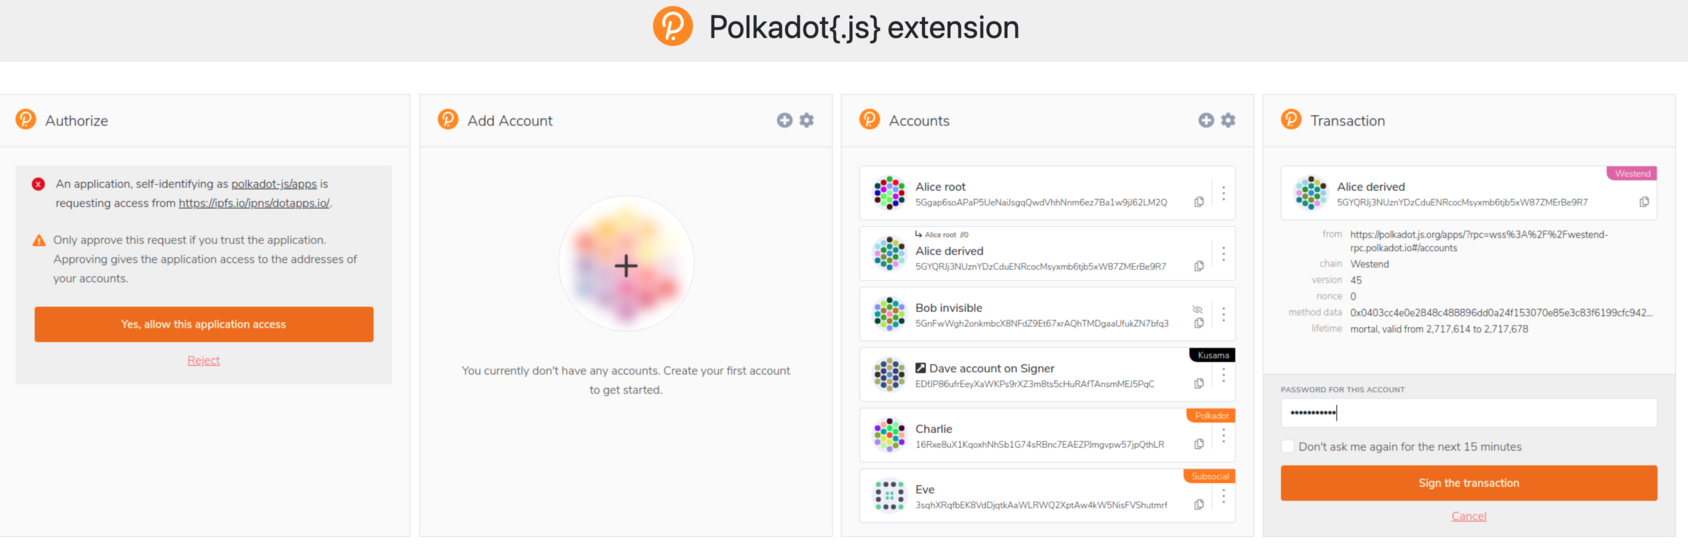 Polkadot{.js} extension
Authorize
An application, self-identifying as polkadot-js/apps is
requesting access from https://ipfs.io/ipns/dotapps.io/.
Only approve this request if you trust the application.
Approving gives the application access to the addresses of
your accounts.
Yes, allow this application access
Reject
Add Account
You currently don't have any accounts. Create your first account
to get started.
Accounts
Alice root
5Ggap6soAPaP5UeNaiJsgqQwdVhhNnm6ez7Ba1w9jJ62LM2Q
Alice root //0
Alice derived
5GYQRJj3NUznYDzCduENRcocMsyxmb6tjb5xW87ZMErBe9R7
Bob invisible
5GnFwWgh2onkmbcX8NFdZ9Et67xrAQhTMDgaaUfukZN7bfq3
Kusama
Dave account on Signer
EDfJP86ufrEeyXaWKPs9rXZ3m8ts5cHuRAfTAnsmMEJ5PqC
Polkadot
Charlie
16Rxe8uX1KqoxhNhSb1G74sRBnc7EAEZPJmgvpw57jpQthLR
Subsocial
Eve
3sqhXRqfbEK8VdDjqtkAaWLRWQ2XptAw4kW5NisFVShutmrf
Transaction
Westend
Alice derived
5GYQRJj3NUznYDzCduENRcocMsyxmb6tjb5xW87ZMErBe9R7
from https://polkadot.js.org/apps/?rpc=wss%3A%2F%2Fwestend-
rpc.polkadot.io#/accounts
chain Westend
version 45
nonce 0
method data 0x0403cc4e0e2848c488896dd0a24f153070e85e3c83f6199cfc942...
lifetime mortal, valid from 2,717,614 to 2,717,678
PASSWORD FOR THIS ACCOUNT
Don't ask me again for the next 15 minutes
Sign the transaction
Cancel